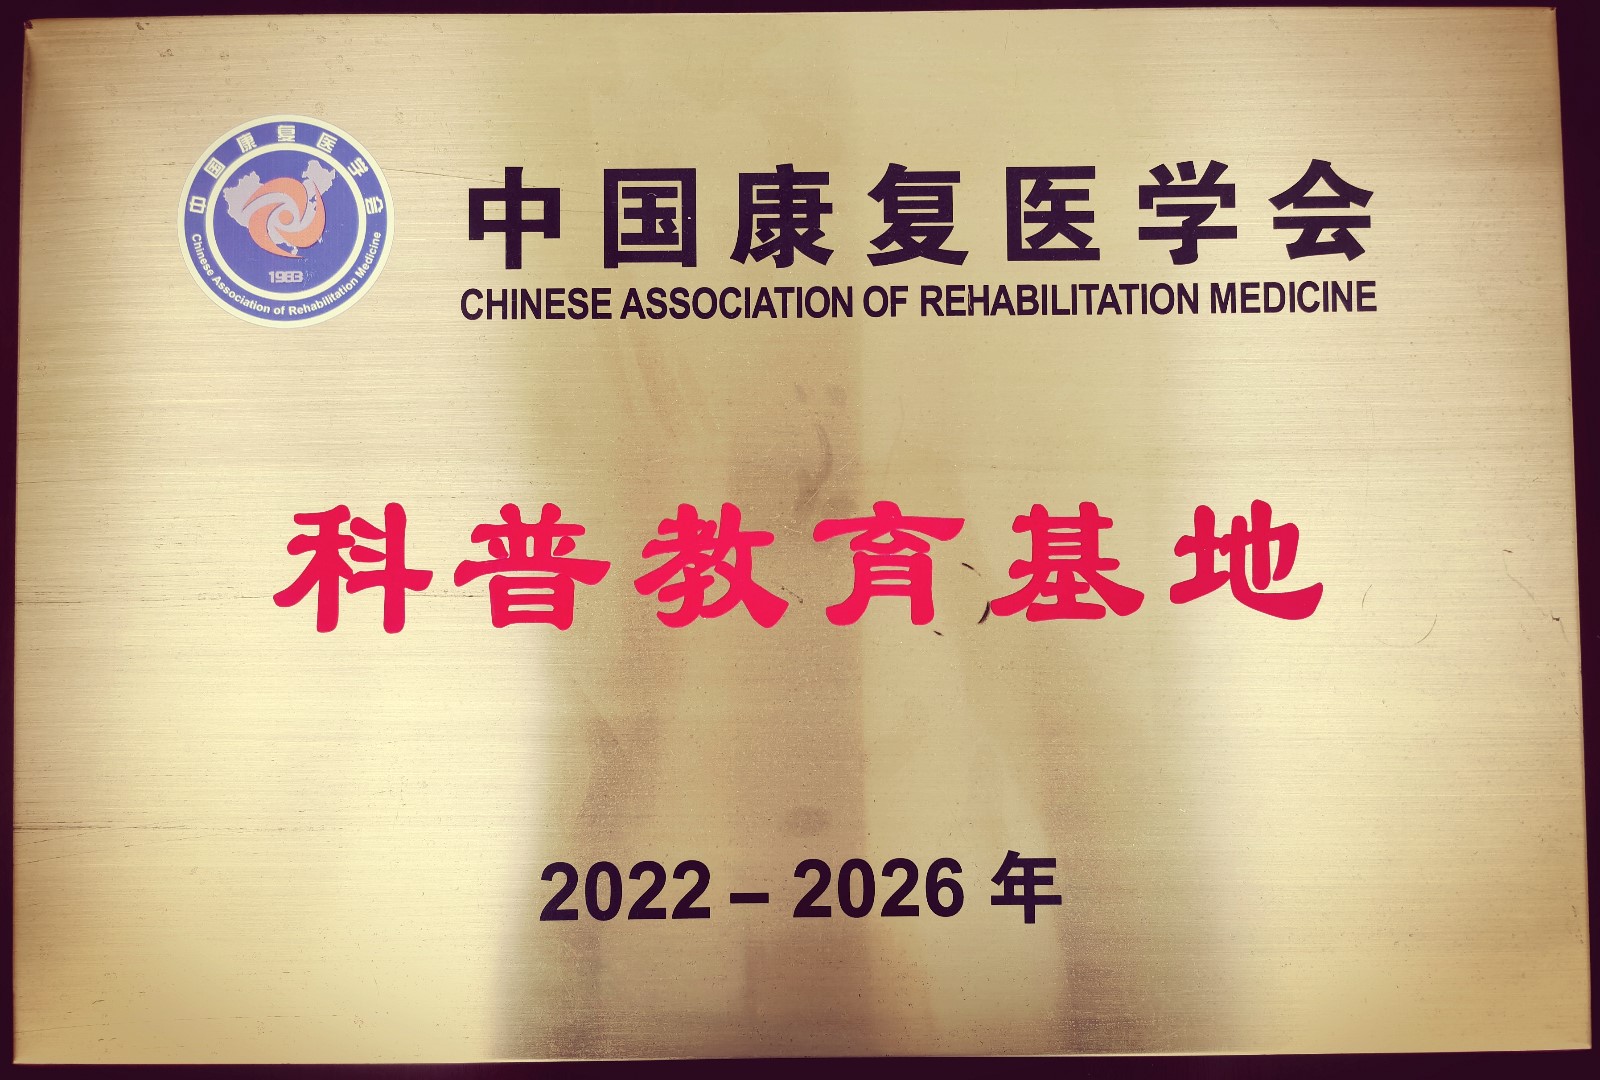 中国康复医学会
Chinese Association of Rehabilitation Medicine
1983
中国康复医学会
CHINESE ASSOCIATION OF REHABILITATION MEDICINE
科普教育基地
2022 – 2026 年